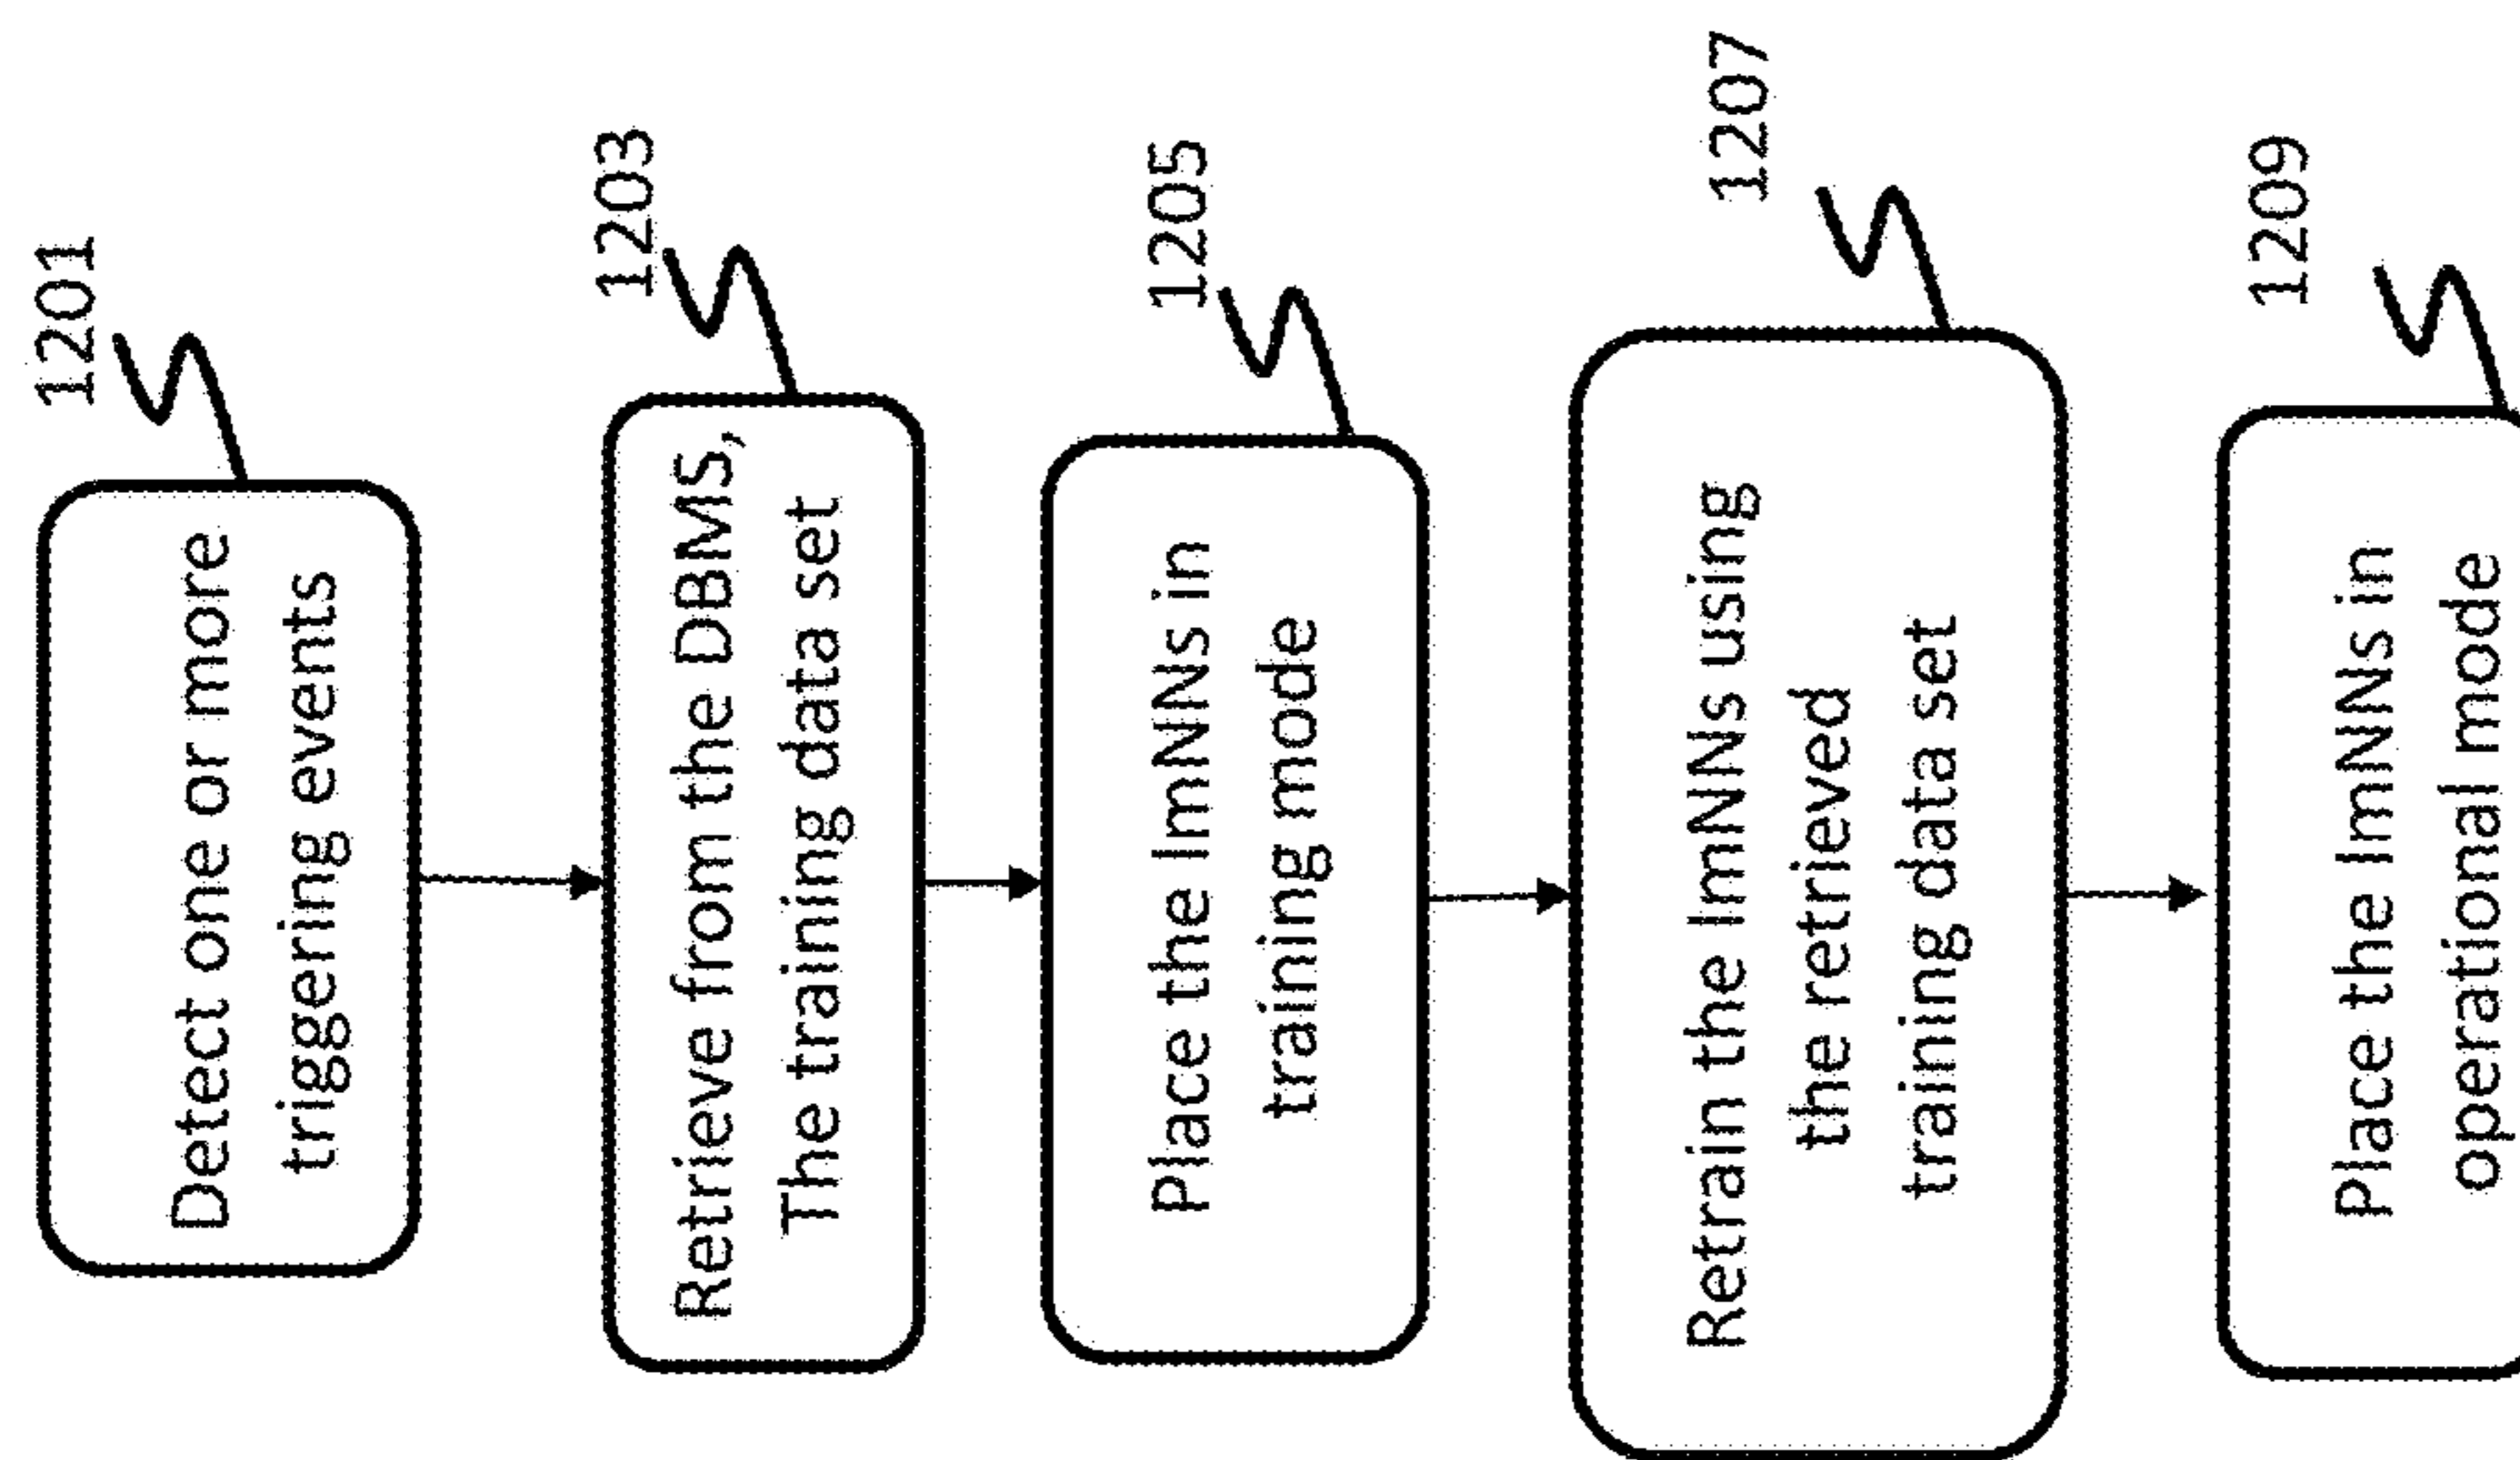 1201
Detect one or more
triggering events
1203
Retrieve from the DBMS,
The training data set
1205
Place the ImNNs in
training mode
1207
Retrain the ImNNs using
the retrieved
training data set
1209
Place the ImNNs in
operational mode